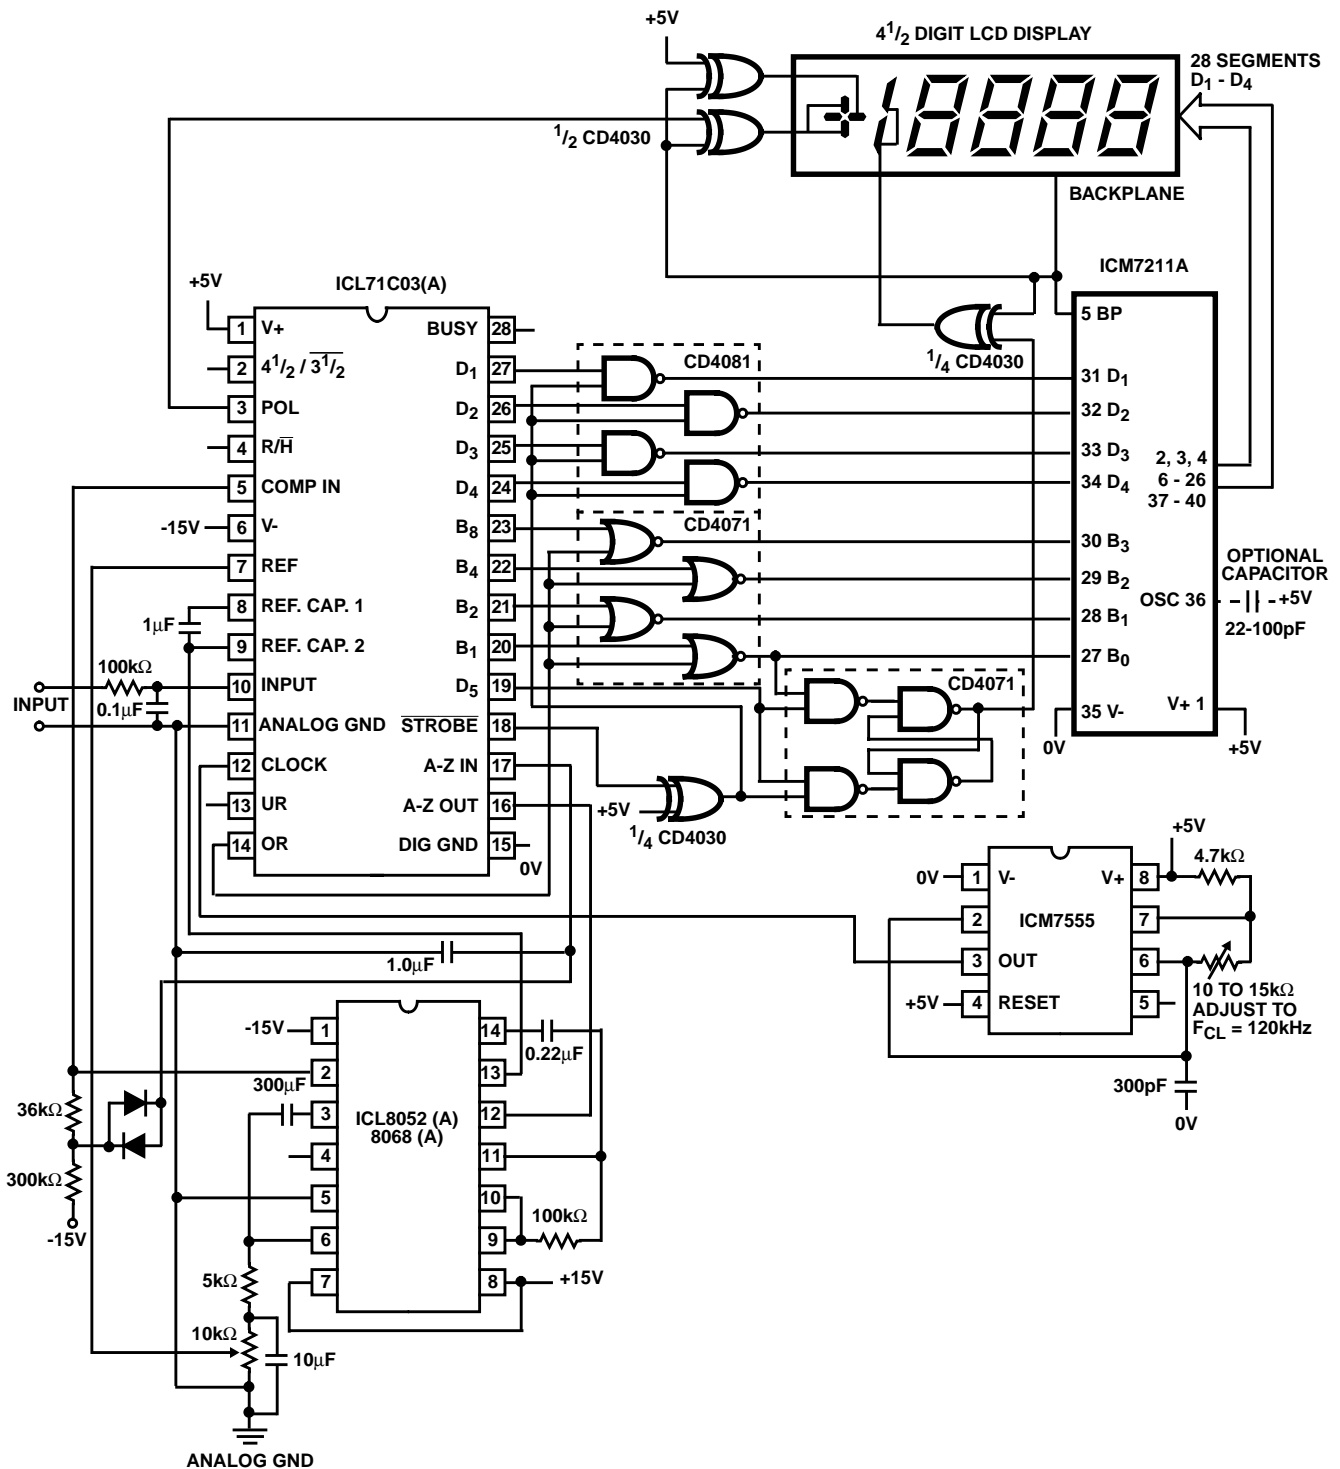 +5V
4 1/2 DIGIT LCD DISPLAY
28 SEGMENTS
D1 - D4
1/2 CD4030
BACKPLANE
ICL71C03(A)
+5V
1 V+
2 4 1/2 / 3 1/2
3 POL
4 R/H
5 COMP IN
-15V 6 V-
7 REF
8 REF. CAP. 1
1μF
9 REF. CAP. 2
100kΩ
10 INPUT
INPUT
0.1μF
11 ANALOG GND
12 CLOCK
13 UR
14 OR
BUSY 28
D1 27
D2 26
D3 25
D4 24
B8 23
B4 22
B2 21
B1 20
D5 19
STROBE 18
A-Z IN 17
A-Z OUT 16
DIG GND 15
0V
CD4081
CD4071
CD4071
1/4 CD4030
+5V
1/4 CD4030
ICM7211A
5 BP
31 D1
32 D2
33 D3
34 D4
2, 3, 4
6 - 26
37 - 40
30 B3
29 B2
28 B1
27 B0
35 V-
0V
OSC 36
V+ 1
+5V
OPTIONAL
CAPACITOR
+5V
22-100pF
ICM7555
0V 1 V-
2
3 OUT
+5V 4 RESET
V+ 8
7
6
5
+5V
4.7kΩ
10 TO 15kΩ
ADJUST TO
FCL = 120kHz
300pF
0V
1.0μF
-15V 1
2
300μF
3
4
5
6
7
ICL8052 (A)
8068 (A)
14
0.22μF
13
12
11
10
9
100kΩ
8
+15V
36kΩ
300kΩ
-15V
5kΩ
10kΩ
10μF
ANALOG GND